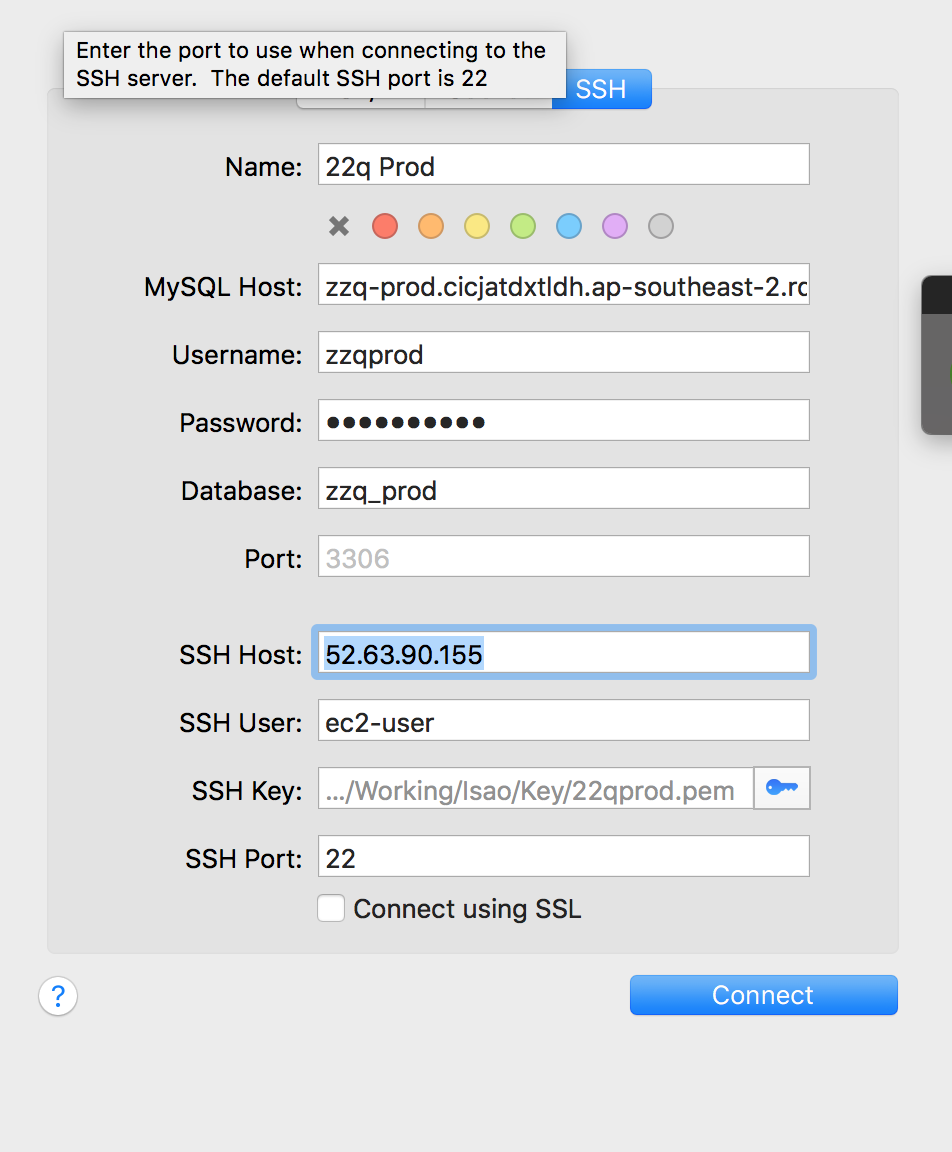 Enter the port to use when connecting to the
SSH server.  The default SSH port is 22
SSH
Name: 22q Prod
MySQL Host: zzq-prod.cicjatdxtldh.ap-southeast-2.rd
Username: zzqprod
Password: ••••••••••
Database: zzq_prod
Port: 3306
SSH Host: 52.63.90.155
SSH User: ec2-user
SSH Key: .../Working/Isao/Key/22qprod.pem
SSH Port: 22
Connect using SSL
? Connect